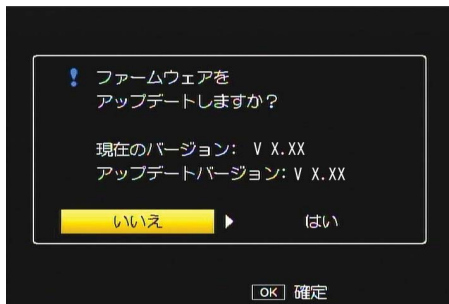 ファームウェアを
アップデートしますか？
現在のバージョン: V X.XX
アップデートバージョン: V X.XX
いいえ はい
OK 確定